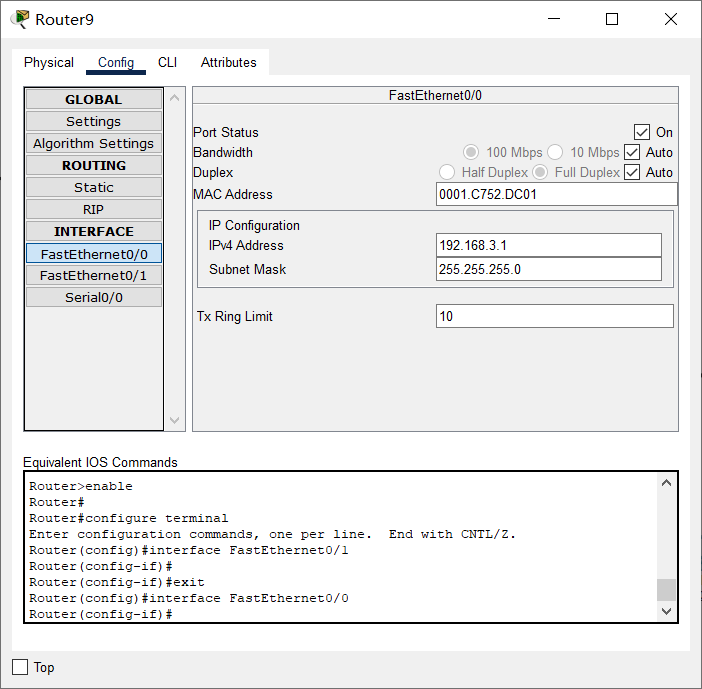 Router9
Physical Config CLI Attributes
GLOBAL
Settings
Algorithm Settings
ROUTING
Static
RIP
INTERFACE
FastEthernet0/0
FastEthernet0/1
Serial0/0
FastEthernet0/0
Port Status On
Bandwidth 100 Mbps 10 Mbps Auto
Duplex Half Duplex Full Duplex Auto
MAC Address 0001.C752.DC01
IP Configuration
IPv4 Address 192.168.3.1
Subnet Mask 255.255.255.0
Tx Ring Limit 10
Equivalent IOS Commands
Router>enable
Router#
Router#configure terminal
Enter configuration commands, one per line.  End with CNTL/Z.
Router(config)#interface FastEthernet0/1
Router(config-if)#
Router(config-if)#exit
Router(config)#interface FastEthernet0/0
Router(config-if)#
Top